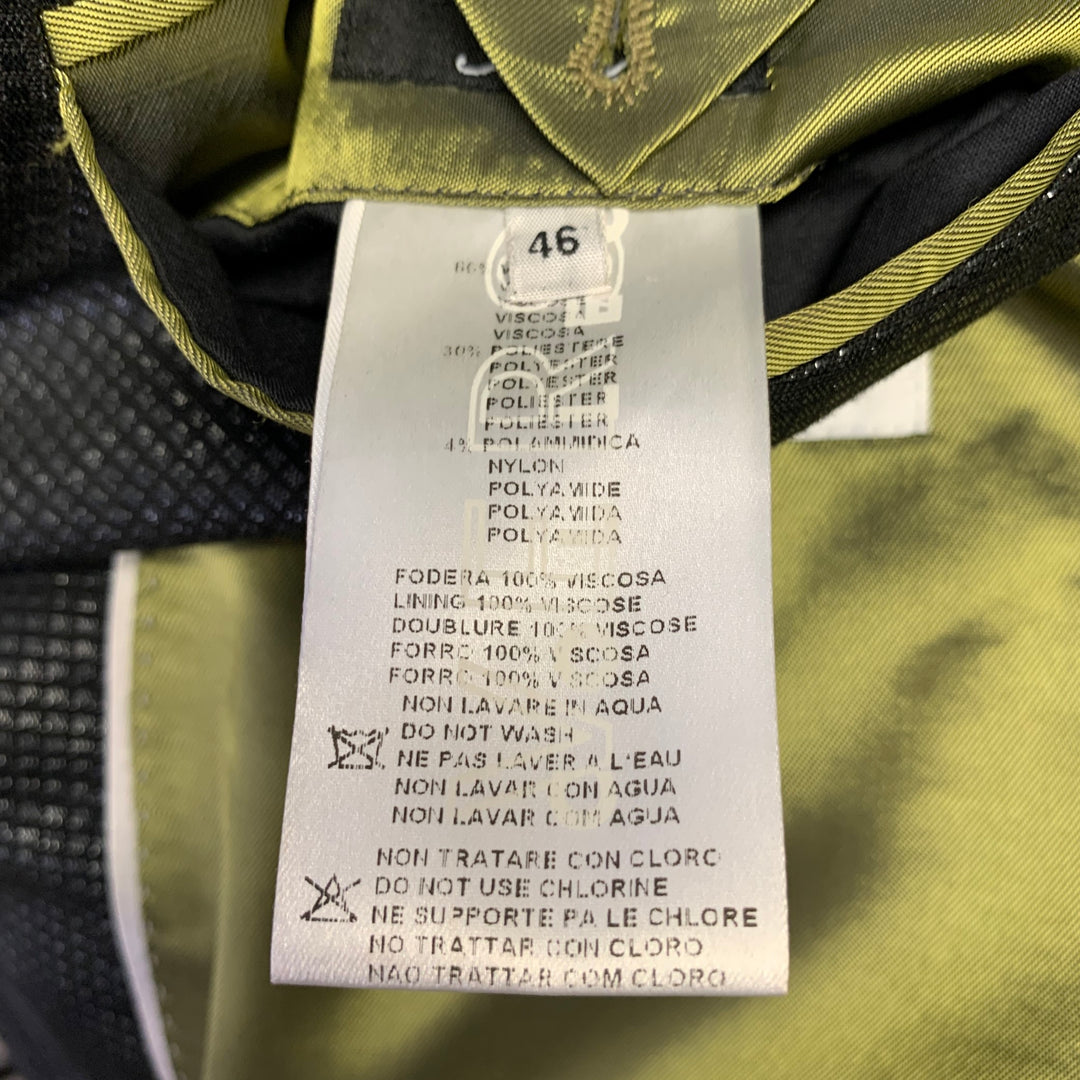 46
66%
VISCOSA
VISCOSA
30% POLIESTERE
POLYESTER
POLYESTER
POLIESTER
POLIESTER
4% POLAMMIDICA
NYLON
POLYAMIDE
POLYAMIDA
POLYAMIDA
FODERA 100% VISCOSA
LINING 100% VISCOSE
DOUBLURE 100% VISCOSE
FORRO 100% VISCOSA
FORRO 100% VISCOSA
NON LAVARE IN AQUA
DO NOT WASH
NE PAS LAVER A L'EAU
NON LAVAR CON AGUA
NON LAVAR COM AGUA
NON TRATARE CON CLORO
DO NOT USE CHLORINE
NE SUPPORTE PA LE CHLORE
NO TRATTAR CON CLORO
NAO TRATTAR COM CLORO